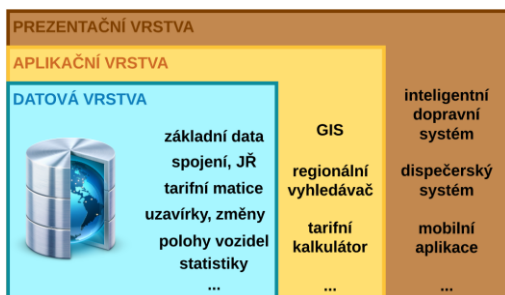 PREZENTAČNÍ VRSTVA
APLIKAČNÍ VRSTVA
DATOVÁ VRSTVA
základní data
spojení, JŘ
tarifní matice
uzavírky, změny
polohy vozidel
statistiky
...
GIS
regionální
vyhledávač
tarifní
kalkulátor
...
inteligentní
dopravní
systém
dispečerský
systém
mobilní
aplikace
...